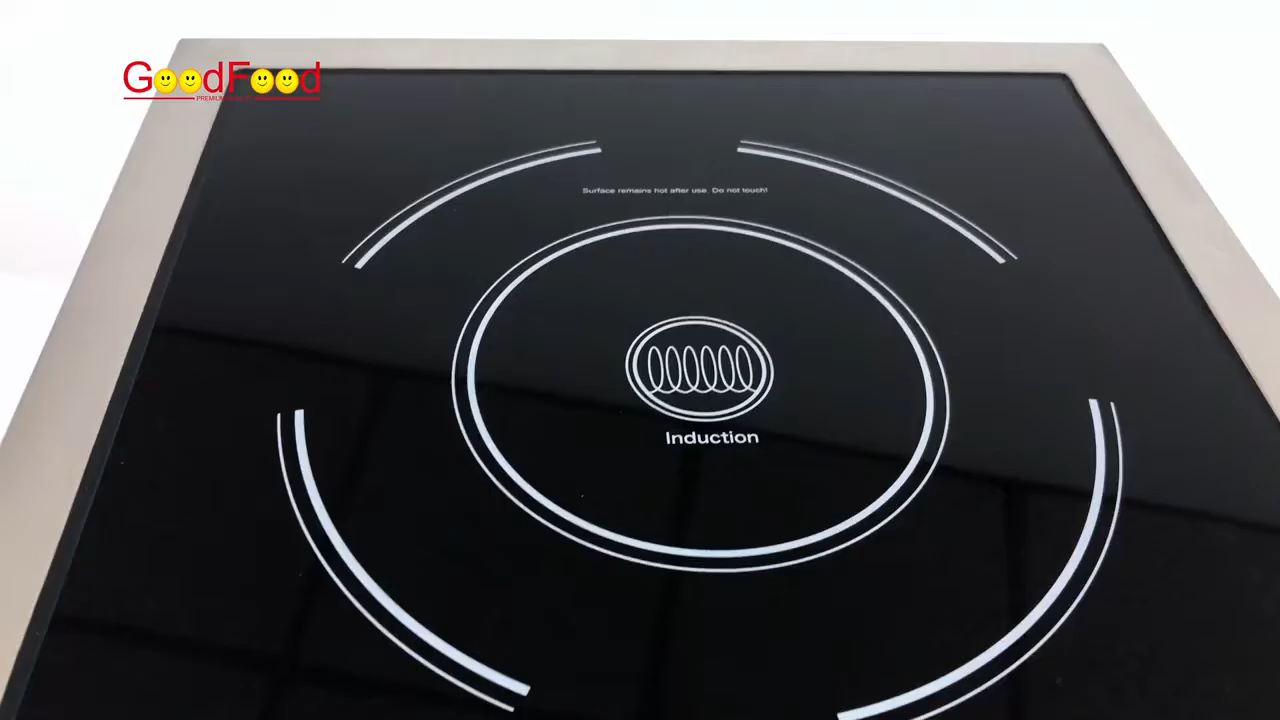 GoodFood
Surface remains hot after use. Do not touch!
Induction